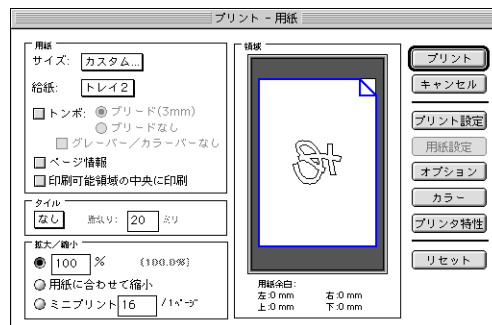 プリント - 用紙
用紙
サイズ: カスタム...
給紙: トレイ2
トンボ: ブリード(3mm)
ブリードなし
グレーバー/カラーバーなし
ページ情報
印刷可能領域の中央に印刷
タイル
なし 20 ミリ
拡大/縮小
100 % (100.0%)
用紙に合わせて縮小
ミニプリント 16 /1ページ
領域
用紙余白:
左:0 mm 右:0 mm
上:0 mm 下:0 mm
プリント
キャンセル
プリント設定
用紙設定
オプション
カラー
プリンタ特性
リセット